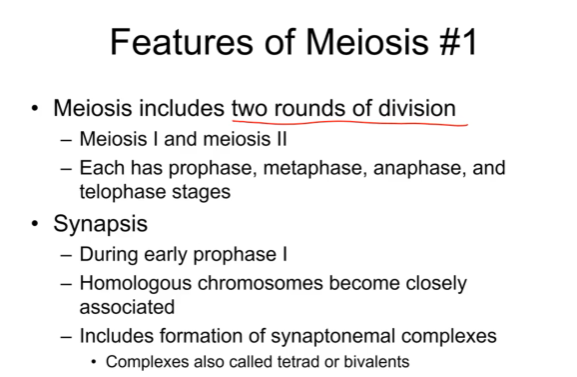 Features of Meiosis #1
• Meiosis includes two rounds of division
– Meiosis I and meiosis II
– Each has prophase, metaphase, anaphase, and
telophase stages
• Synapsis
– During early prophase I
– Homologous chromosomes become closely
associated
– Includes formation of synaptonemal complexes
• Complexes also called tetrad or bivalents